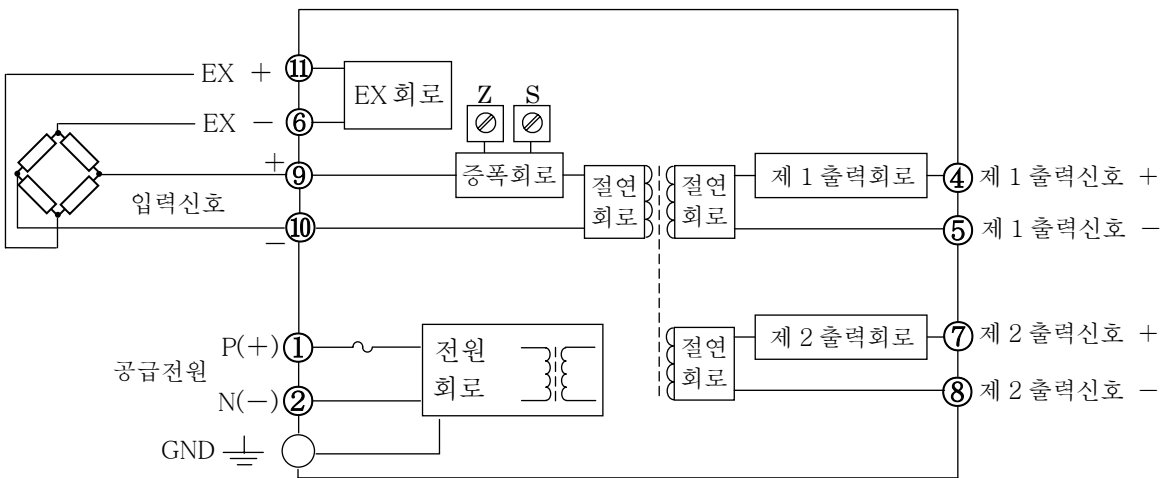 EX + ⑪
EX 회로
EX − ⑥
Z S
+ ⑨
증폭회로
입력신호
− ⑩
절연
회로
절연
회로
제 1 출력회로
④ 제 1 출력신호 +
⑤ 제 1 출력신호 −
공급전원
P(+) ①
N(−) ②
전원
회로
절연
회로
제 2 출력회로
⑦ 제 2 출력신호 +
⑧ 제 2 출력신호 −
GND